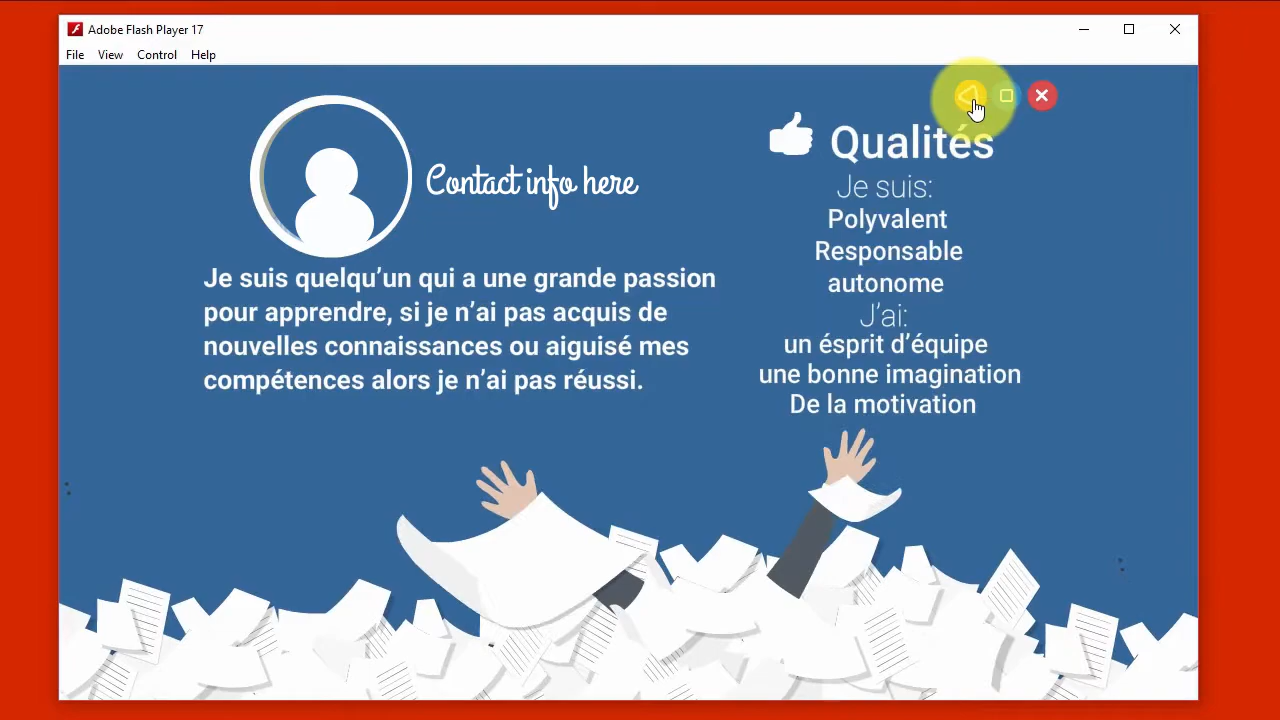 Adobe Flash Player 17
File View Control Help
Contact info here
Je suis quelqu’un qui a une grande passion
pour apprendre, si je n’ai pas acquis de
nouvelles connaissances ou aiguisé mes
compétences alors je n’ai pas réussi.
Qualités
Je suis:
Polyvalent
Responsable
autonome
J’ai:
un ésprit d’équipe
une bonne imagination
De la motivation